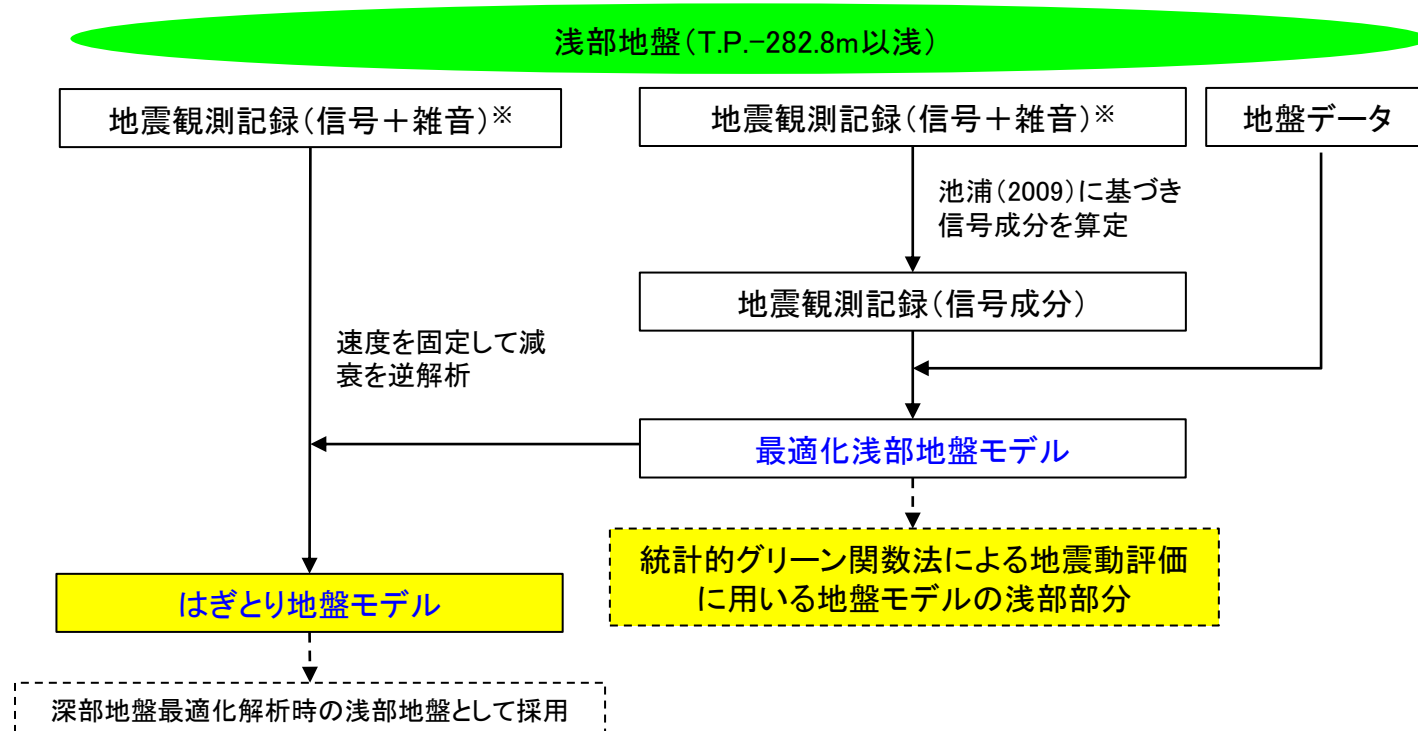 浅部地盤（T.P.-282.8m以浅）
地震観測記録（信号＋雑音）※
地震観測記録（信号＋雑音）※
地盤データ
池浦（2009）に基づき
信号成分を算定
地震観測記録（信号成分）
速度を固定して減
衰を逆解析
最適化浅部地盤モデル
統計的グリーン関数法による地震動評価
に用いる地盤モデルの浅部部分
はぎとり地盤モデル
深部地盤最適化解析時の浅部地盤として採用